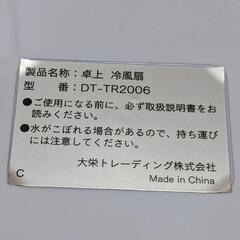 製品名称：卓上 冷風扇
型　　番：DT-TR2006
●ご使用になる前に、必ず取扱説明書をお
読みください。
●水がこぼれる場合があるので、持ち運び
には注意してください。
大栄トレーディング株式会社
Made in China
C